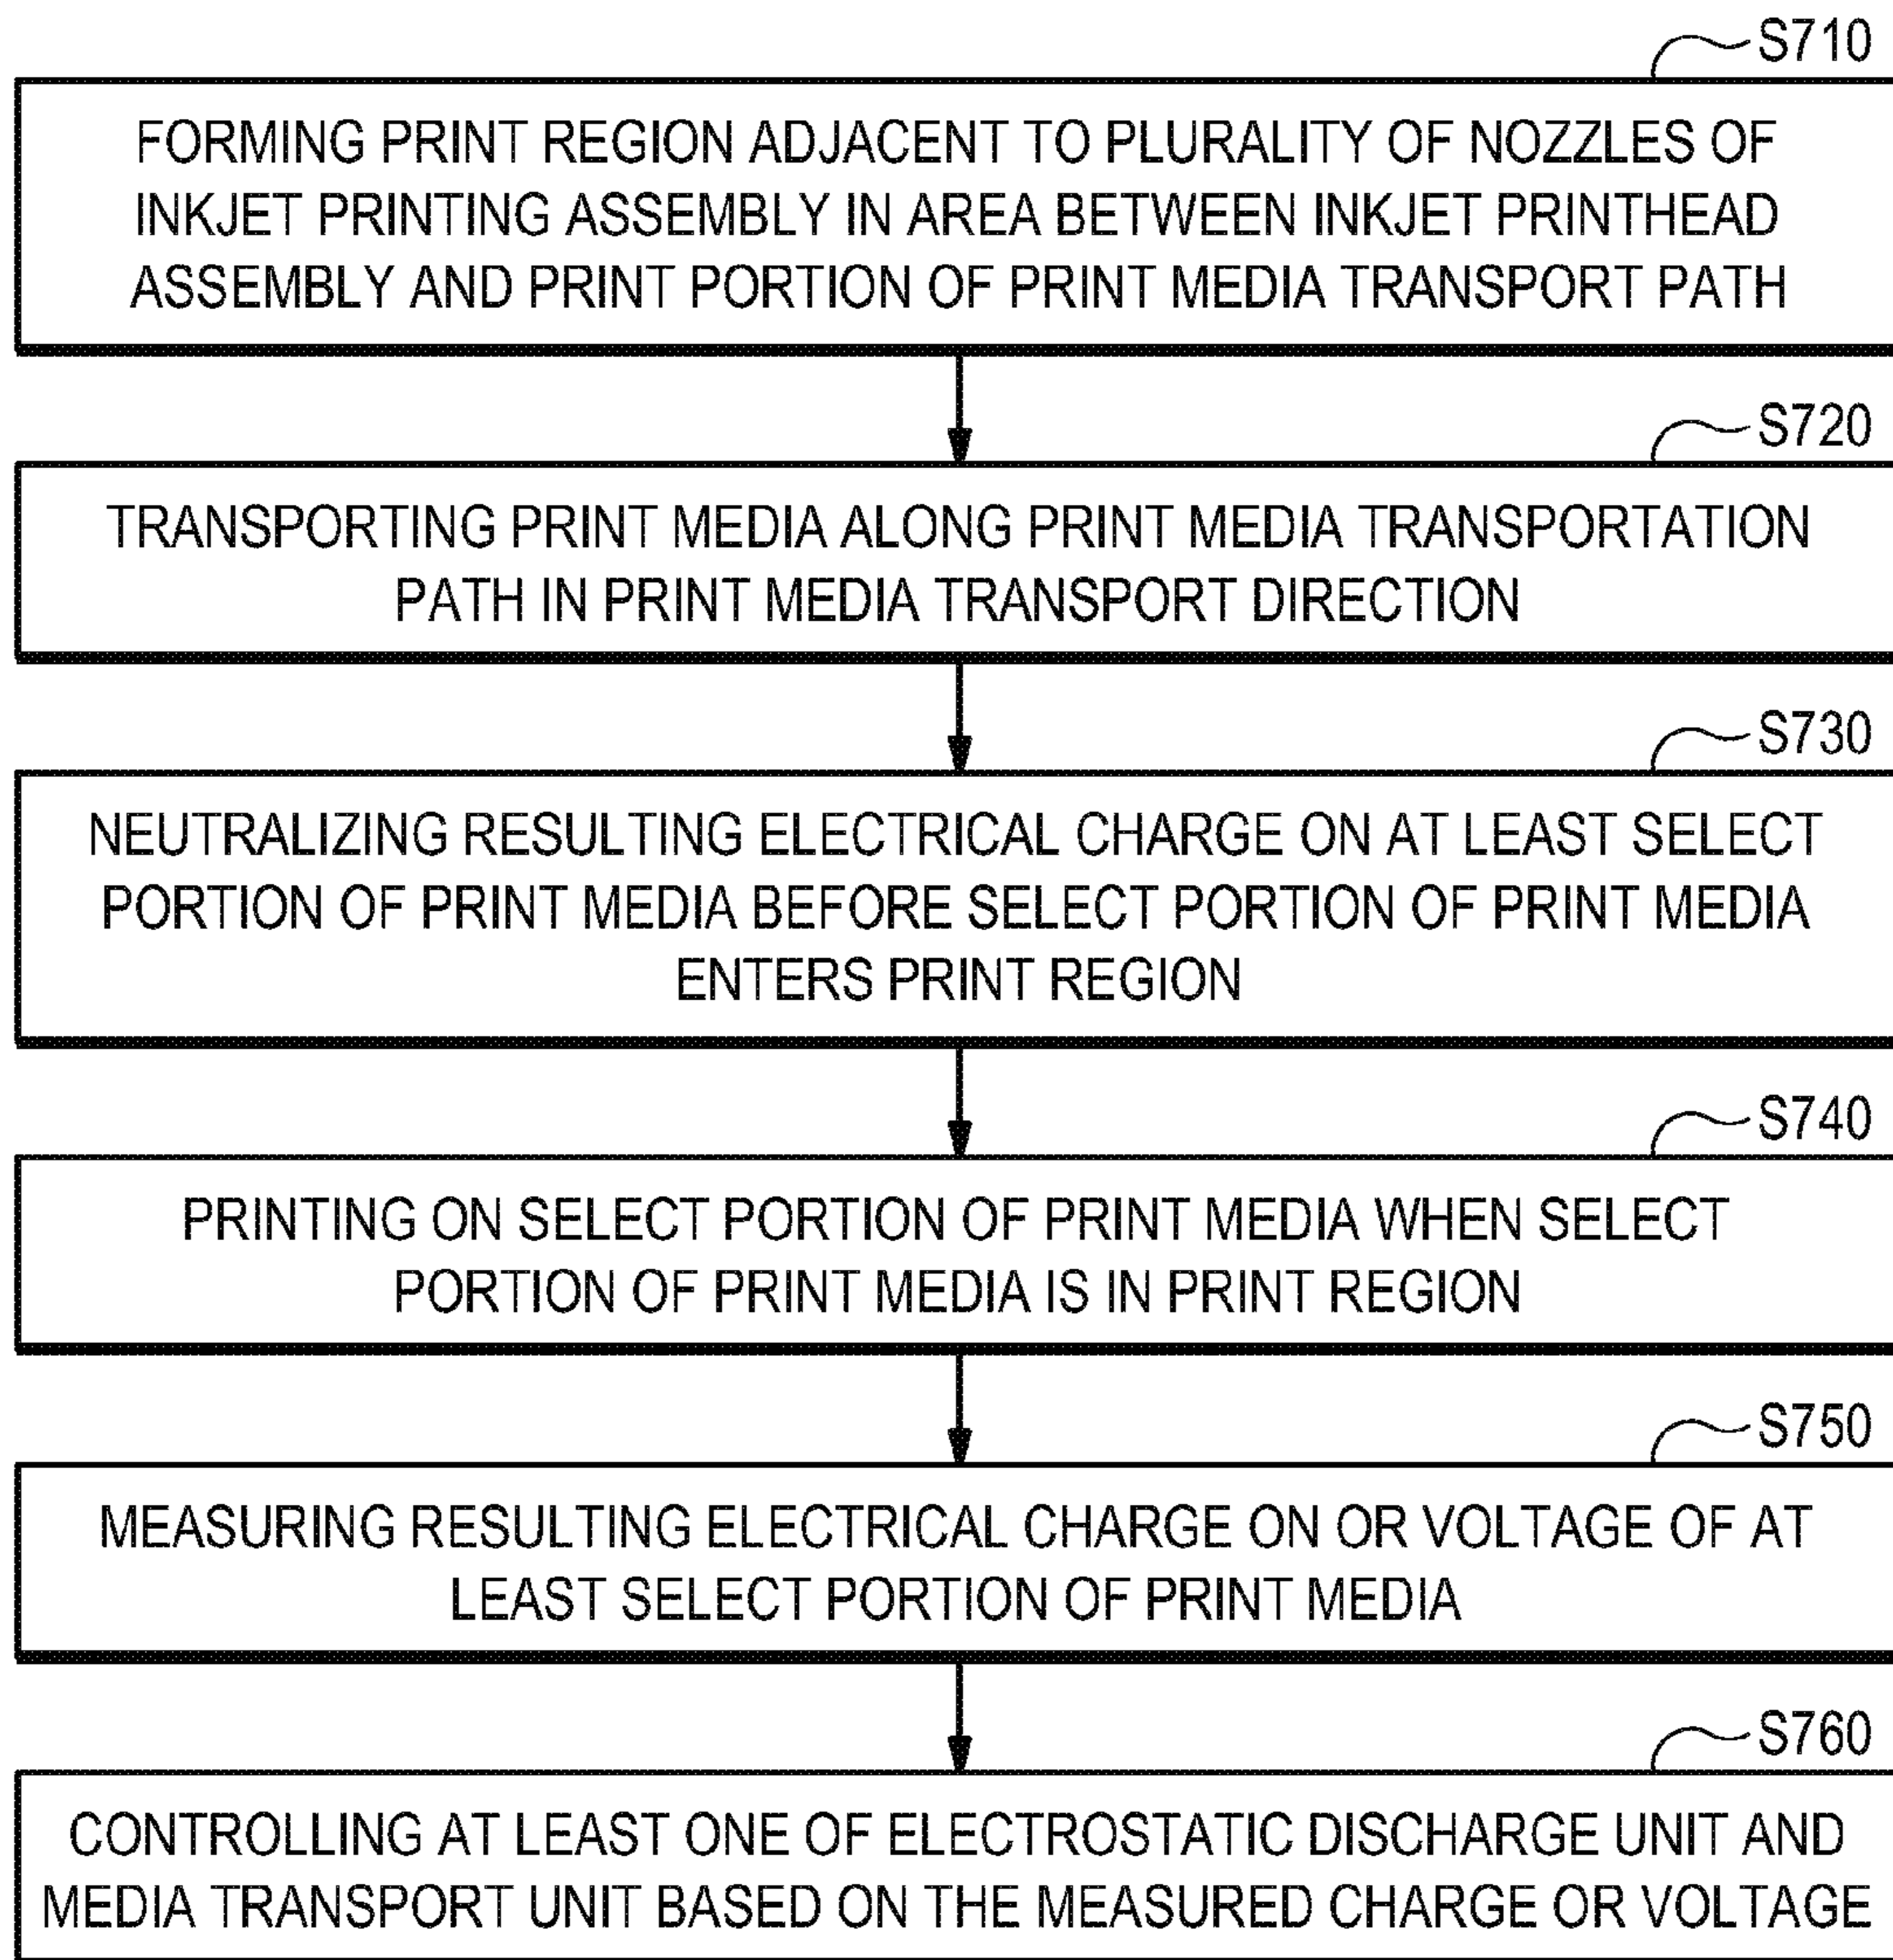 S710
FORMING PRINT REGION ADJACENT TO PLURALITY OF NOZZLES OF
INKJET PRINTING ASSEMBLY IN AREA BETWEEN INKJET PRINTHEAD
ASSEMBLY AND PRINT PORTION OF PRINT MEDIA TRANSPORT PATH
S720
TRANSPORTING PRINT MEDIA ALONG PRINT MEDIA TRANSPORTATION
PATH IN PRINT MEDIA TRANSPORT DIRECTION
S730
NEUTRALIZING RESULTING ELECTRICAL CHARGE ON AT LEAST SELECT
PORTION OF PRINT MEDIA BEFORE SELECT PORTION OF PRINT MEDIA
ENTERS PRINT REGION
S740
PRINTING ON SELECT PORTION OF PRINT MEDIA WHEN SELECT
PORTION OF PRINT MEDIA IS IN PRINT REGION
S750
MEASURING RESULTING ELECTRICAL CHARGE ON OR VOLTAGE OF AT
LEAST SELECT PORTION OF PRINT MEDIA
S760
CONTROLLING AT LEAST ONE OF ELECTROSTATIC DISCHARGE UNIT AND
MEDIA TRANSPORT UNIT BASED ON THE MEASURED CHARGE OR VOLTAGE